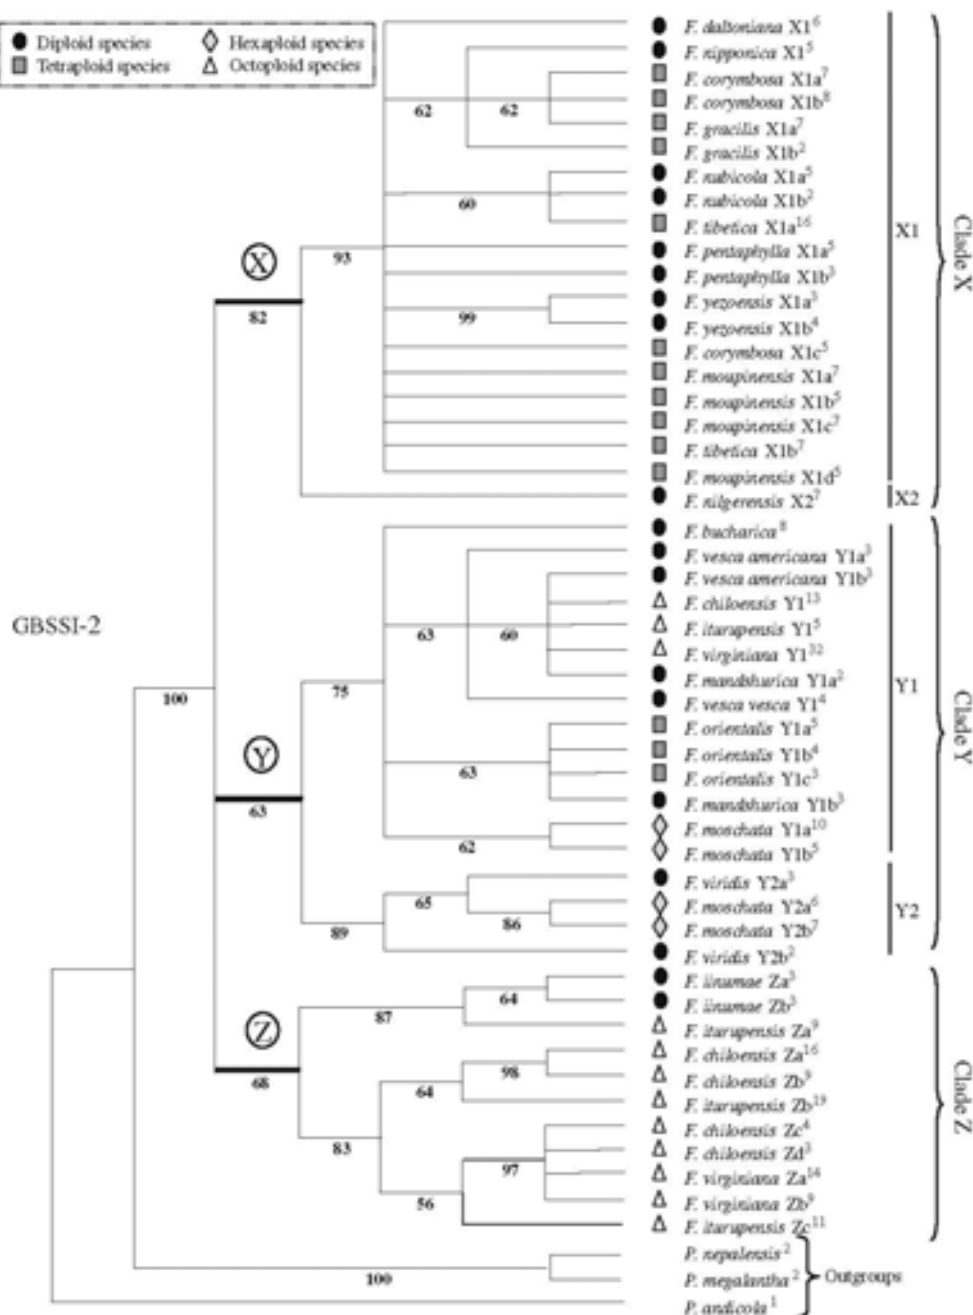 Diploid species
Hexaploid species
Tetraploid species
Octoploid species
GBSSI-2
F. daltoniana X1⁶
F. nipponica X1⁵
F. corymbosa X1a⁷
F. corymbosa X1b⁸
F. gracilis X1a⁷
F. gracilis X1b²
F. nubicola X1a⁵
F. nubicola X1b²
F. tibetica X1a¹⁶
F. pentaphylla X1a⁵
F. pentaphylla X1b³
F. yezoensis X1a³
F. yezoensis X1b⁴
F. corymbosa X1c⁵
F. moupinensis X1a⁷
F. moupinensis X1b⁵
F. moupinensis X1c⁷
F. tibetica X1b⁷
F. moupinensis X1d⁵
F. nilgerensis X2⁷
F. bucharica⁸
F. vesca americana Y1a³
F. vesca americana Y1b³
F. chiloensis Y1¹³
F. iturupensis Y1⁵
F. virginiana Y1³²
F. mandshurica Y1a²
F. vesca vesca Y1⁴
F. orientalis Y1a⁵
F. orientalis Y1b⁴
F. orientalis Y1c³
F. mandshurica Y1b³
F. moschata Y1a¹⁰
F. moschata Y1b⁵
F. viridis Y2a³
F. moschata Y2a⁶
F. moschata Y2b⁷
F. viridis Y2b²
F. iinumae Za³
F. iinumae Zb³
F. iturupensis Za⁹
F. chiloensis Za¹⁶
F. chiloensis Zb⁹
F. iturupensis Zb¹⁹
F. chiloensis Zc⁴
F. chiloensis Zd³
F. virginiana Za¹⁴
F. virginiana Zb⁹
F. iturupensis Zc¹¹
P. nepalensis²
P. megalantha²
P. andicola¹
Outgroups
X1
X2
Y1
Y2
Clade X
Clade Y
Clade Z
X
Y
Z
62
62
60
93
82
99
63
60
100
75
63
63
62
65
89
86
64
87
68
98
64
83
97
56
100